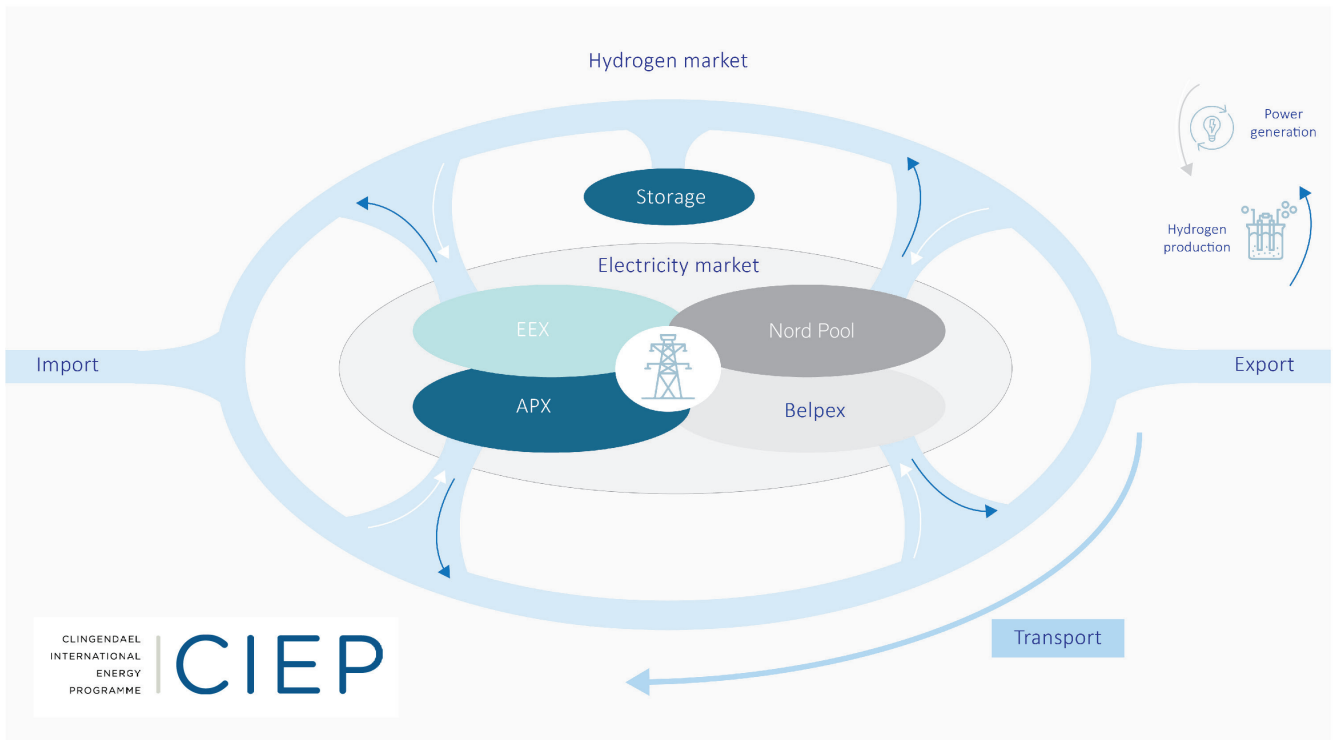 Hydrogen market
Power
generation
Storage
Hydrogen
production
Electricity market
EEX
Nord Pool
Import
Export
APX
Belpex
Transport
CLINGENDAEL
INTERNATIONAL
ENERGY
PROGRAMME
CIEP